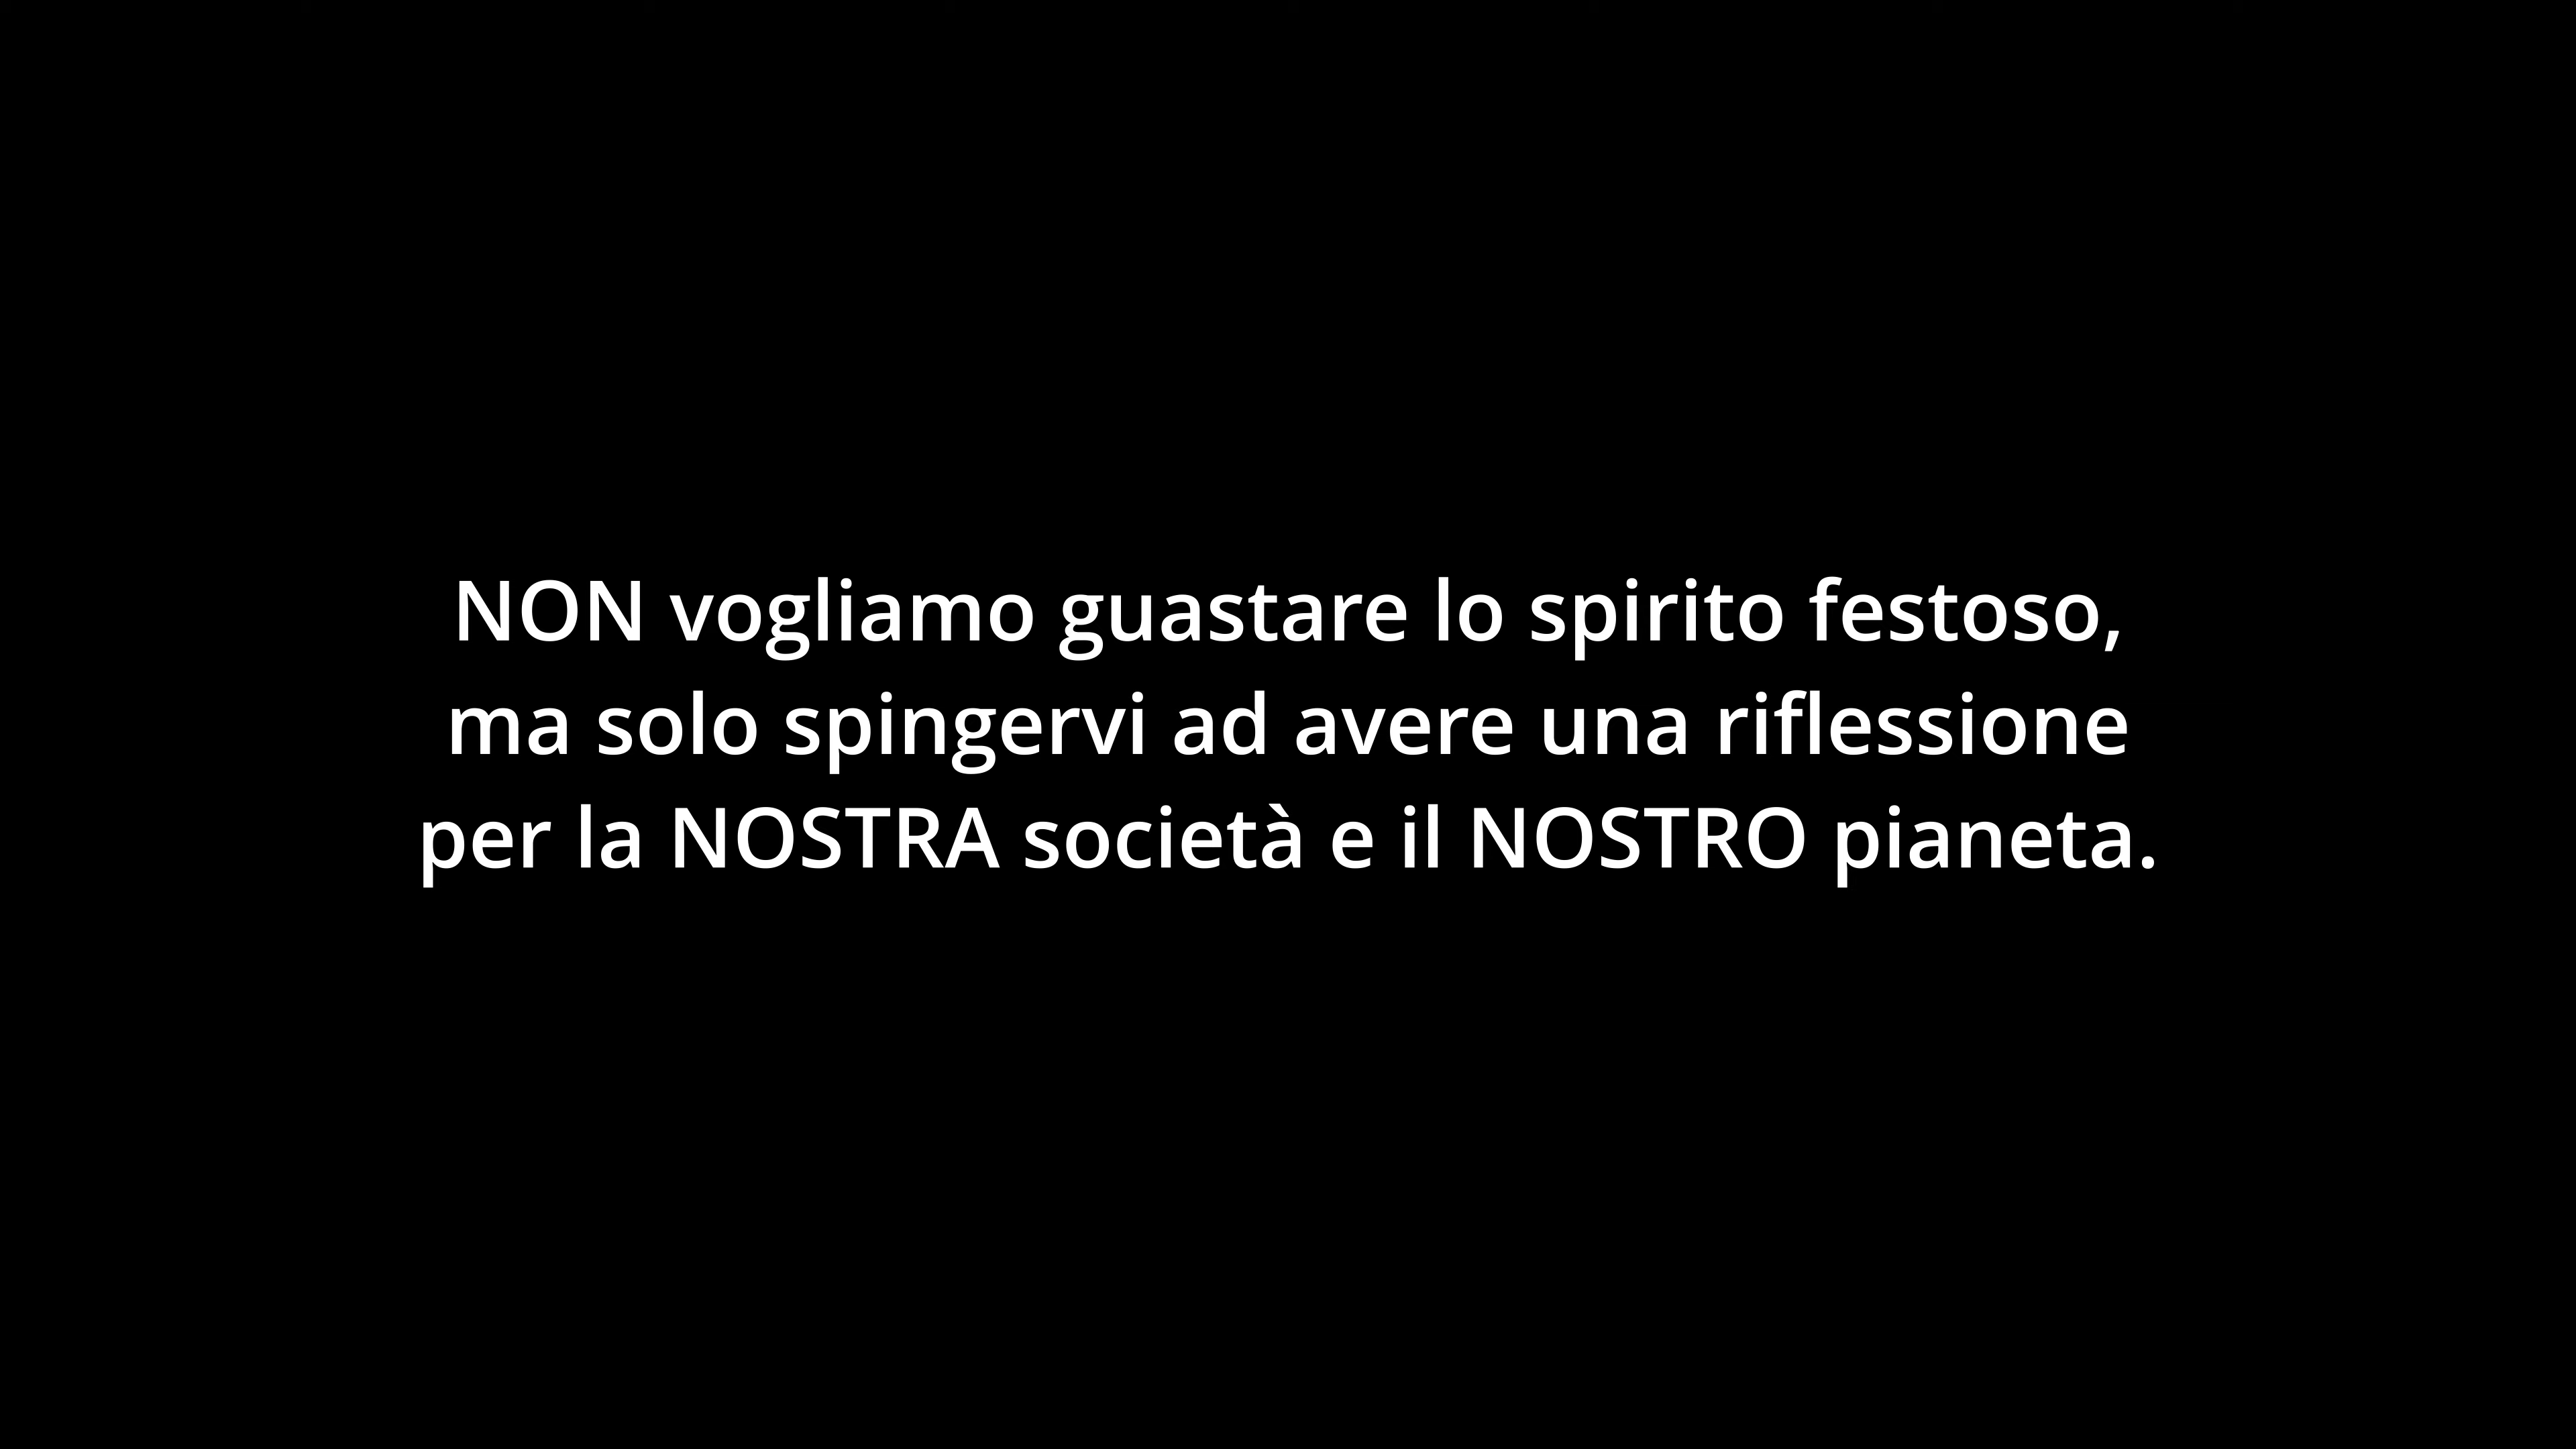 NON vogliamo guastare lo spirito festoso,
ma solo spingervi ad avere una riflessione
per la NOSTRA società e il NOSTRO pianeta.